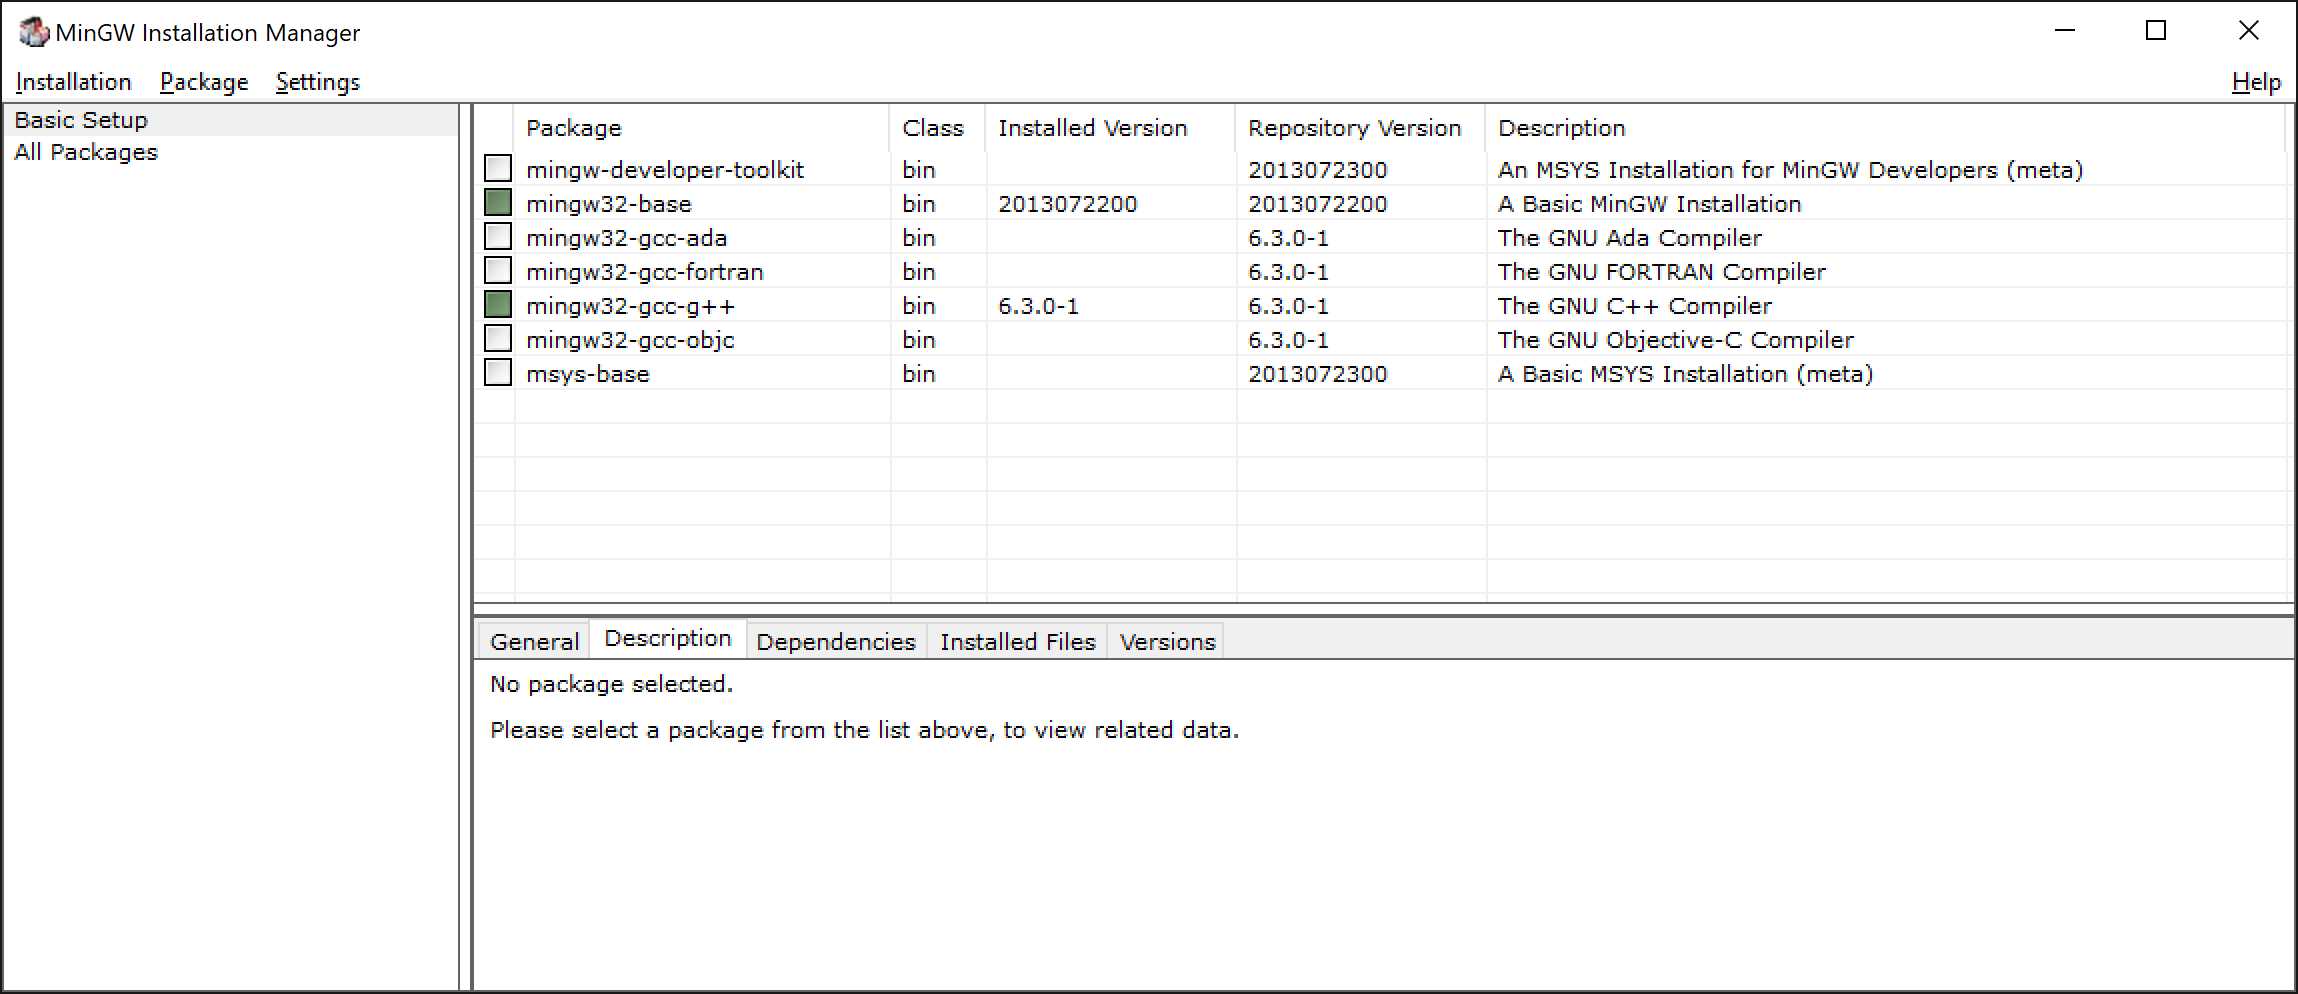 MinGW Installation Manager
Installation Package Settings Help
Basic Setup
All Packages
Package Class Installed Version Repository Version Description
mingw-developer-toolkit bin 2013072300 An MSYS Installation for MinGW Developers (meta)
mingw32-base bin 2013072200 2013072200 A Basic MinGW Installation
mingw32-gcc-ada bin 6.3.0-1 The GNU Ada Compiler
mingw32-gcc-fortran bin 6.3.0-1 The GNU FORTRAN Compiler
mingw32-gcc-g++ bin 6.3.0-1 6.3.0-1 The GNU C++ Compiler
mingw32-gcc-objc bin 6.3.0-1 The GNU Objective-C Compiler
msys-base bin 2013072300 A Basic MSYS Installation (meta)
General Description Dependencies Installed Files Versions
No package selected.
Please select a package from the list above, to view related data.